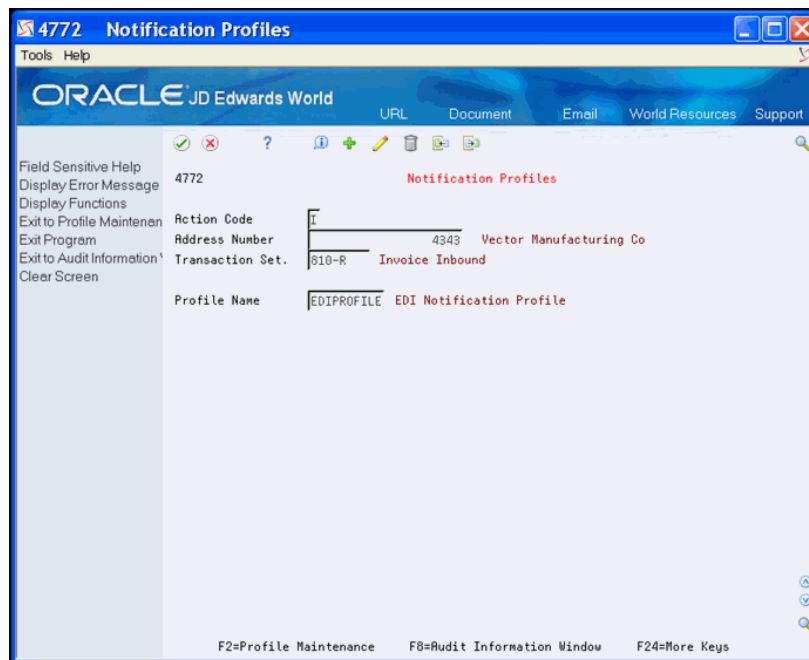 4772 Notification Profiles
Tools Help
ORACLE JD Edwards World
URL Document Email World Resources Support
?
Field Sensitive Help
Display Error Message
Display Functions
Exit to Profile Maintenan
Exit Program
Exit to Audit Information
Clear Screen
4772 Notification Profiles
Action Code I
Address Number 4343 Vector Manufacturing Co
Transaction Set. 810-R Invoice Inbound
Profile Name EDIPROFILE EDI Notification Profile
F2=Profile Maintenance F8=Audit Information Window F24=More Keys